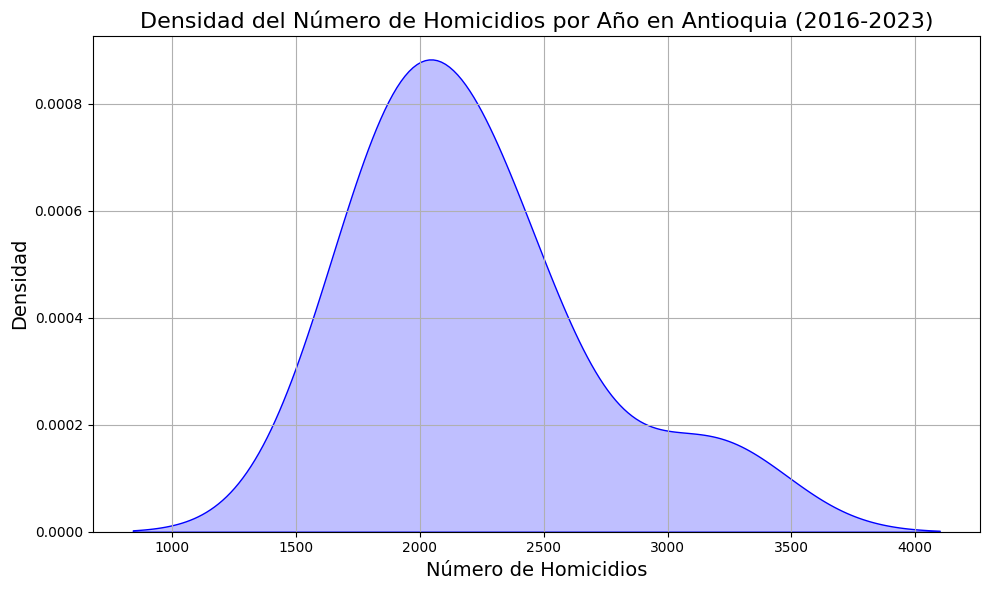 Densidad del Número de Homicidios por Año en Antioquia (2016-2023)
Densidad
0.0008
0.0006
0.0004
0.0002
0.0000
1000 1500 2000 2500 3000 3500 4000
Número de Homicidios